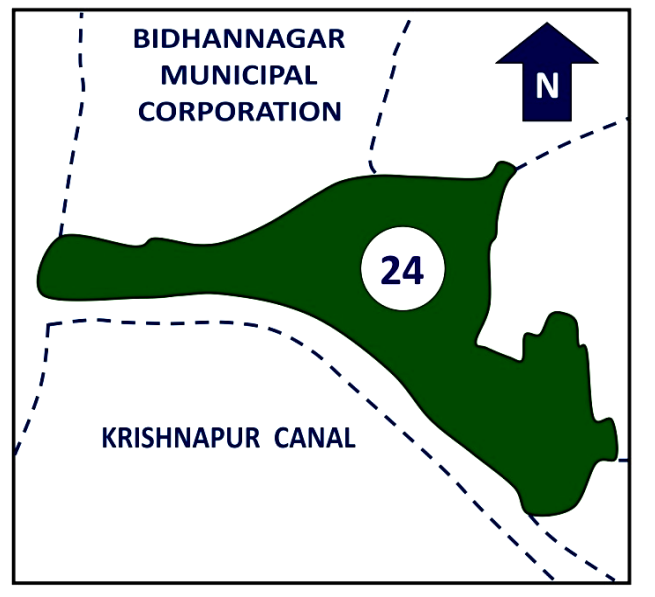 BIDHANNAGAR
MUNICIPAL
CORPORATION
N
24
KRISHNAPUR CANAL